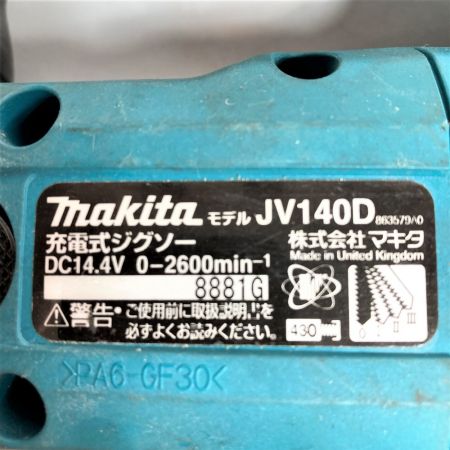 makita モデル JV140D 863579A0
充電式ジグソー 株式会社 マキタ
DC14.4V 0-2600min-1 Made in United Kingdom
8881G
⚠警告・ご使用前に取扱説明書を
必ずよくお読みください。
430
0 I II III
>PA6-GF30<